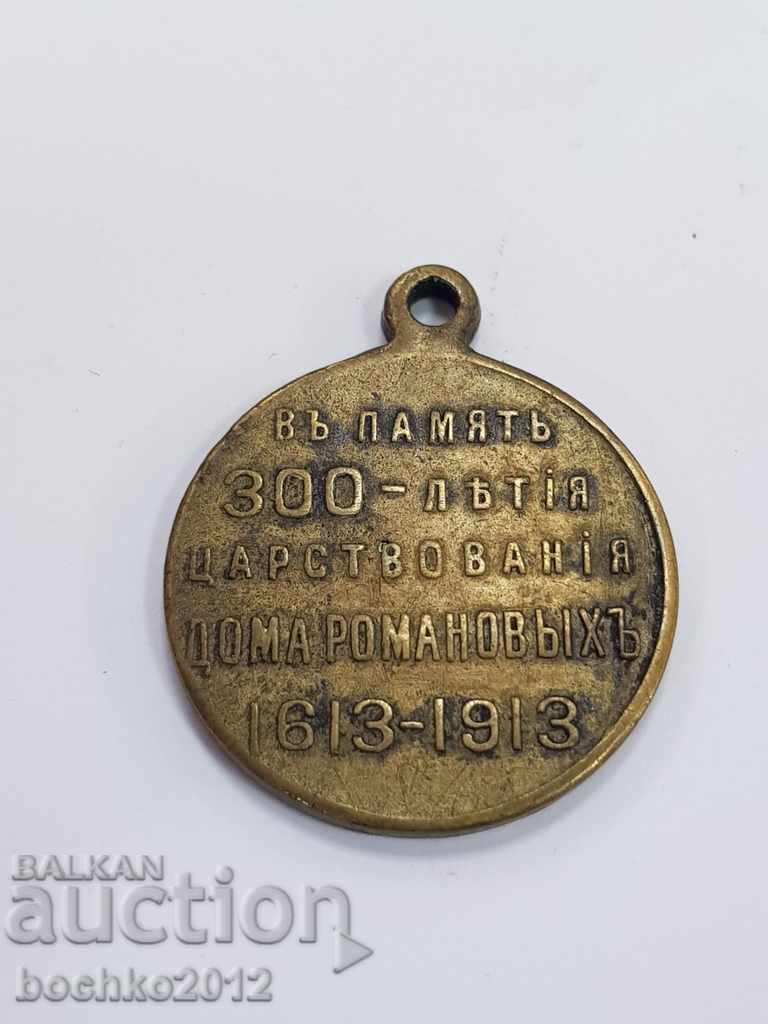 ВЪ ПАМЯТЬ
300-ЛѢТІЯ
ЦАРСТВОВАНІЯ
ДОМА РОМАНОВЫХЪ
1613-1913
BALKAN
auction
bochko2012